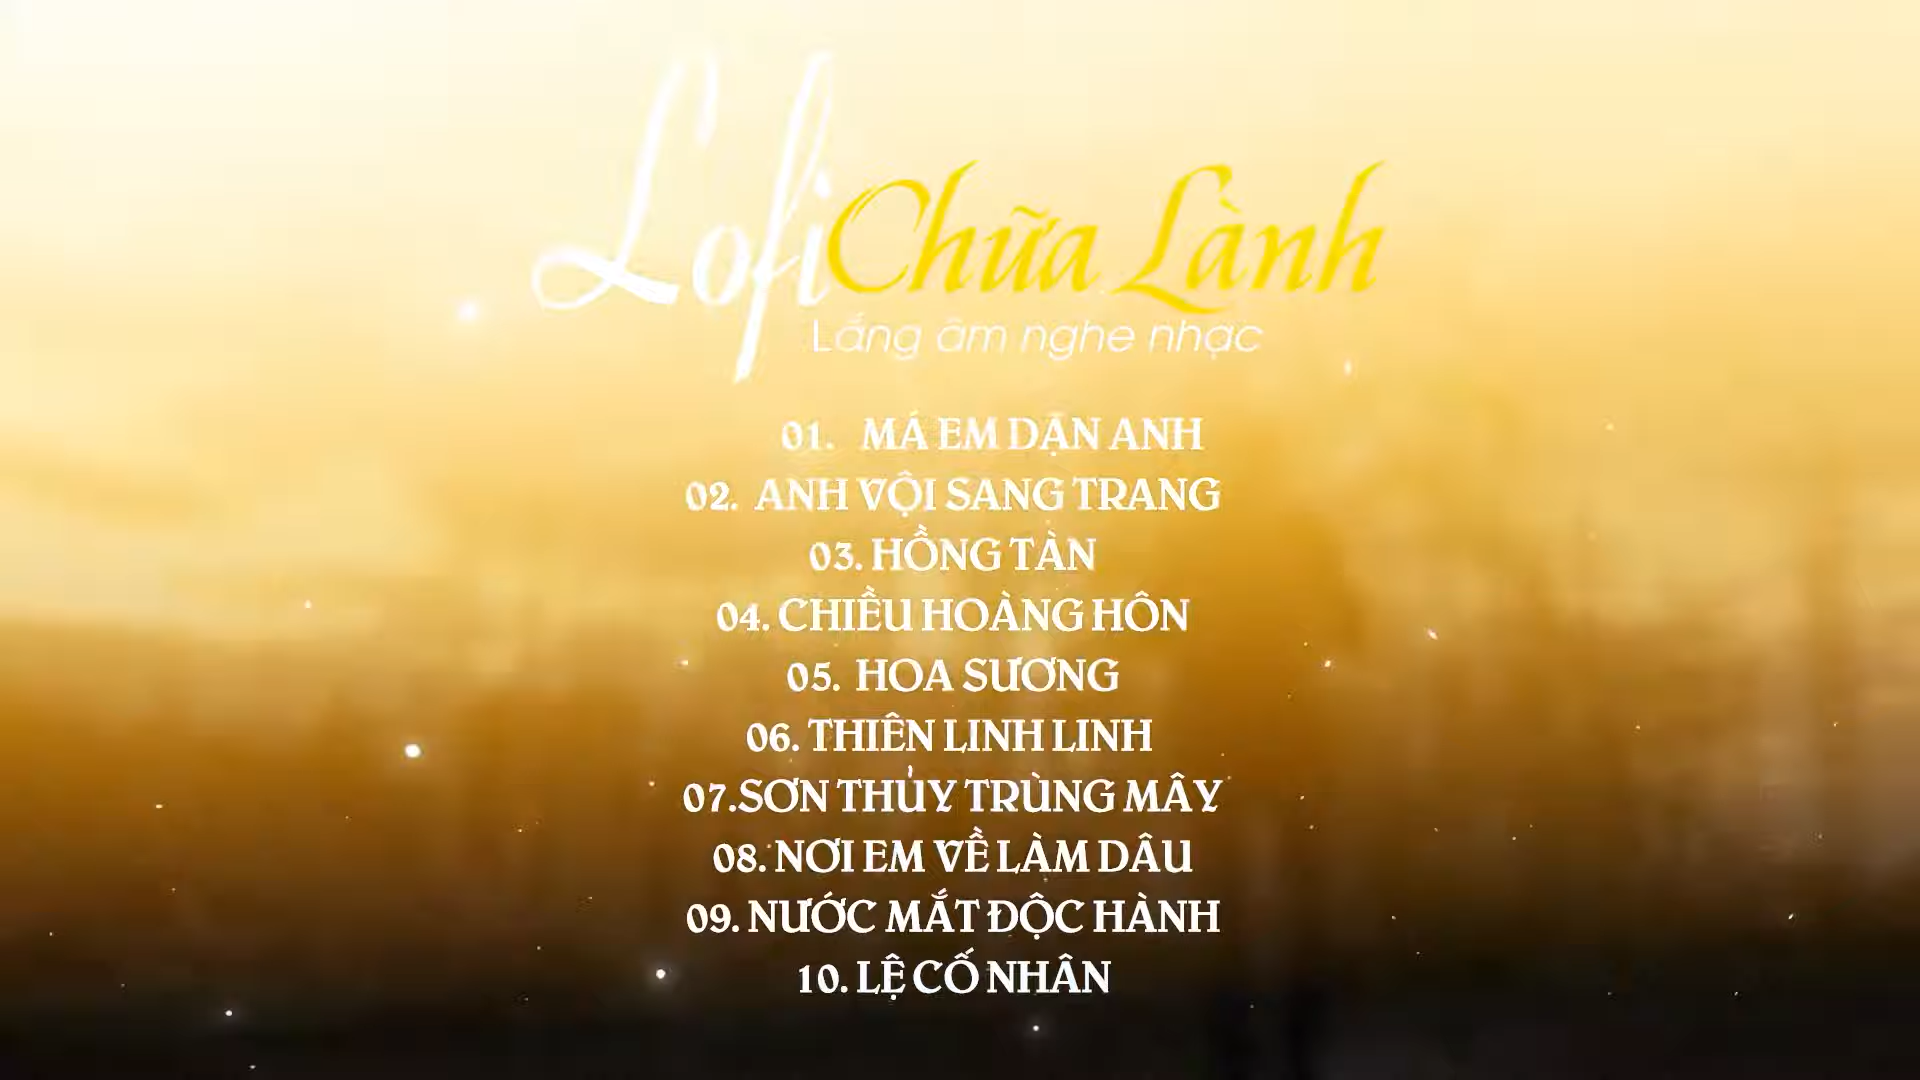 Lofi Chữa Lành
Lắng âm nghe nhạc
01. MÁ EM DẶN ANH
02. ANH VỘI SANG TRANG
03. HỒNG TÀN
04. CHIỀU HOÀNG HÔN
05. HOA SƯƠNG
06. THIÊN LINH LINH
07.SƠN THỦY TRÙNG MÂY
08. NƠI EM VỀ LÀM DÂU
09. NƯỚC MẮT ĐỘC HÀNH
10. LỆ CỐ NHÂN